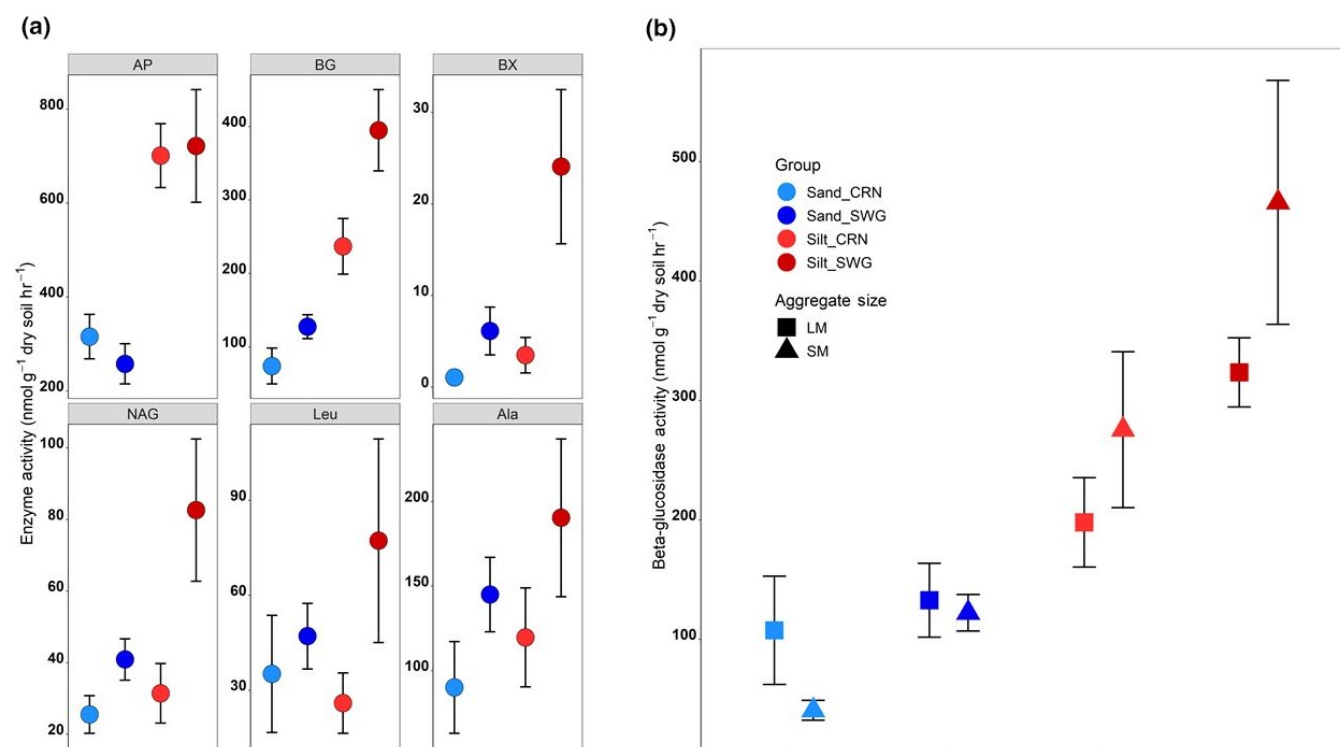 (a)
AP
BG
BX
800
600
400
200
400
300
200
100
30
20
10
0
NAG
Leu
Ala
100
80
60
40
20
90
60
30
200
150
100
Enzyme activity (nmol g⁻¹ dry soil hr⁻¹)
(b)
500
400
300
200
100
Beta-glucosidase activity (nmol g⁻¹ dry soil hr⁻¹)
Group
Sand_CRN
Sand_SWG
Silt_CRN
Silt_SWG
Aggregate size
LM
SM